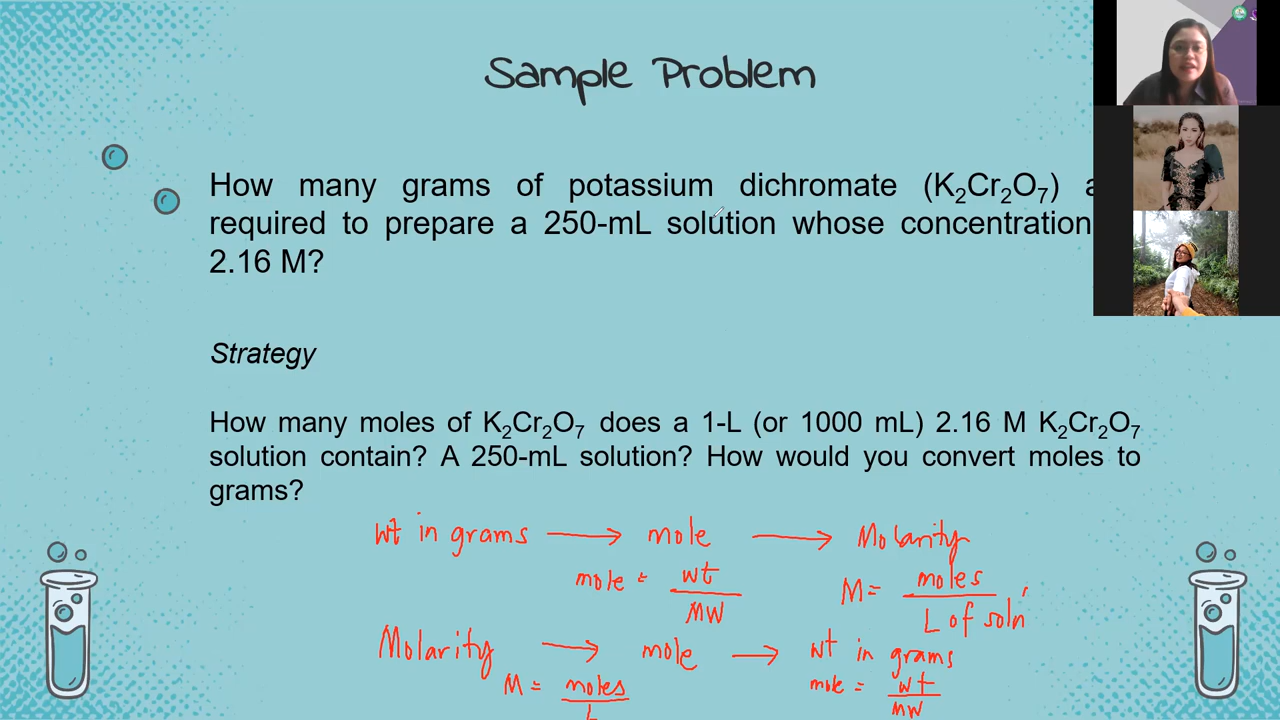 Sample Problem
How many grams of potassium dichromate (K₂Cr₂O₇)
required to prepare a 250-mL solution whose concentration
2.16 M?
Strategy
How many moles of K₂Cr₂O₇ does a 1-L (or 1000 mL) 2.16 M K₂Cr₂O₇
solution contain? A 250-mL solution? How would you convert moles to
grams?
wt in grams → mole → Molarity
mole = wt / MW
M = moles / L of soln
Molarity → mole → wt in grams
M = moles / L
mole = wt / MW